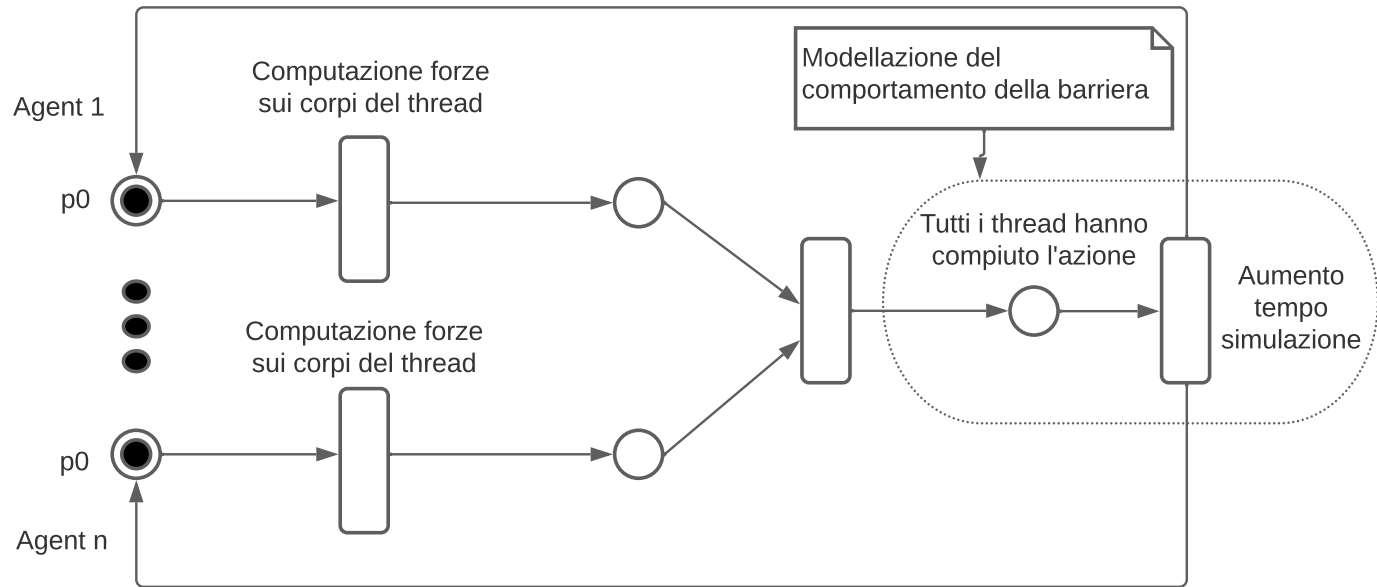 Agent 1
Computazione forze
sui corpi del thread
Modellazione del
comportamento della barriera
p0
Tutti i thread hanno
compiuto l'azione
Aumento
tempo
simulazione
Computazione forze
sui corpi del thread
p0
Agent n